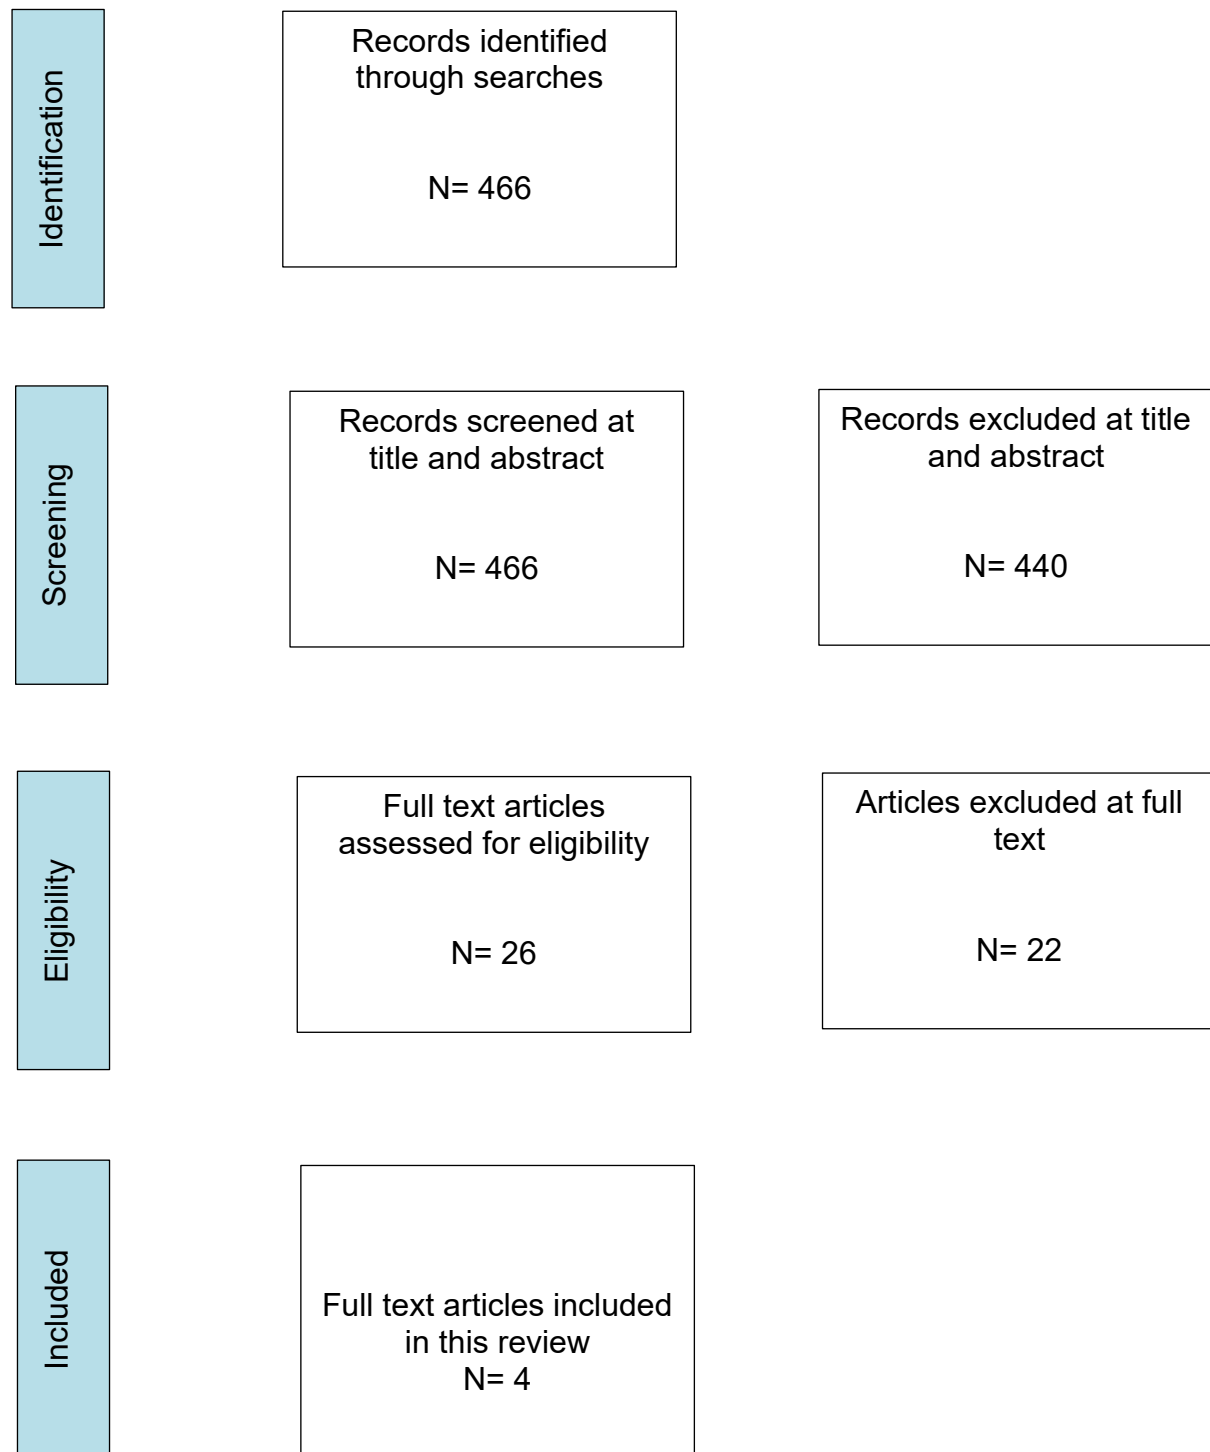 Identification
Records identified
through searches
N= 466
Screening
Records screened at
title and abstract
N= 466
Records excluded at title
and abstract
N= 440
Eligibility
Full text articles
assessed for eligibility
N= 26
Articles excluded at full
text
N= 22
Included
Full text articles included
in this review
N= 4